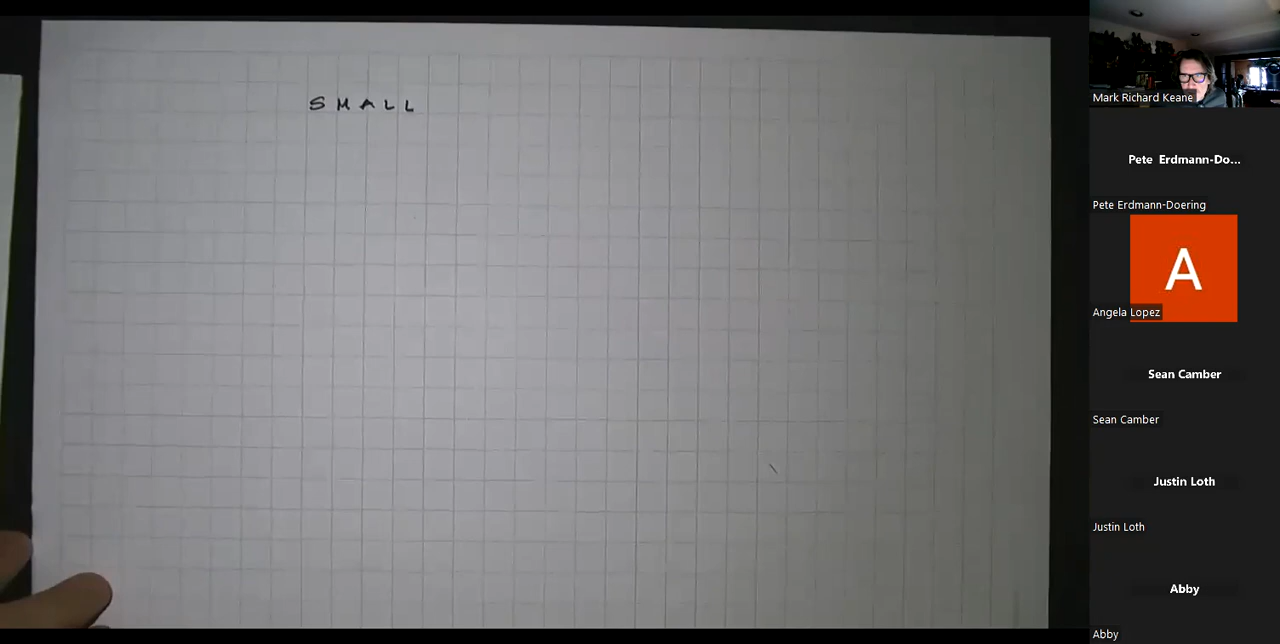 SMALL
Mark Richard Keane
Pete Erdmann-Do...
Pete Erdmann-Doering
A
Angela Lopez
Sean Camber
Sean Camber
Justin Loth
Justin Loth
Abby
Abby